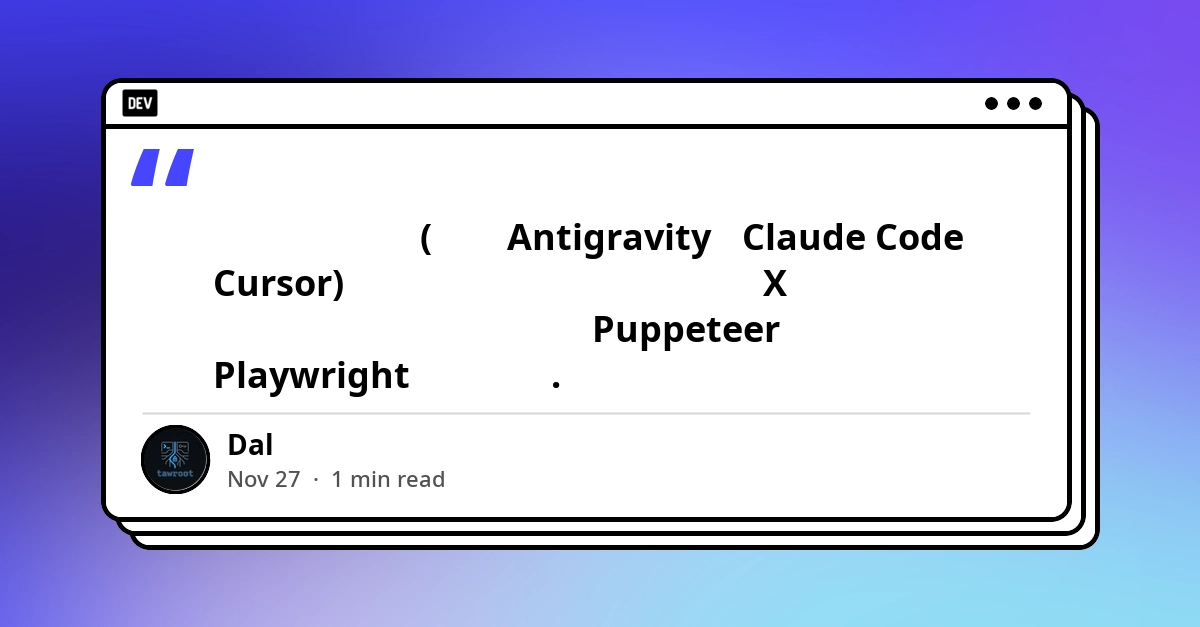 DEV
( Antigravity Claude Code
Cursor) X
Puppeteer
Playwright .
Dal
Nov 27 · 1 min read
tawroot